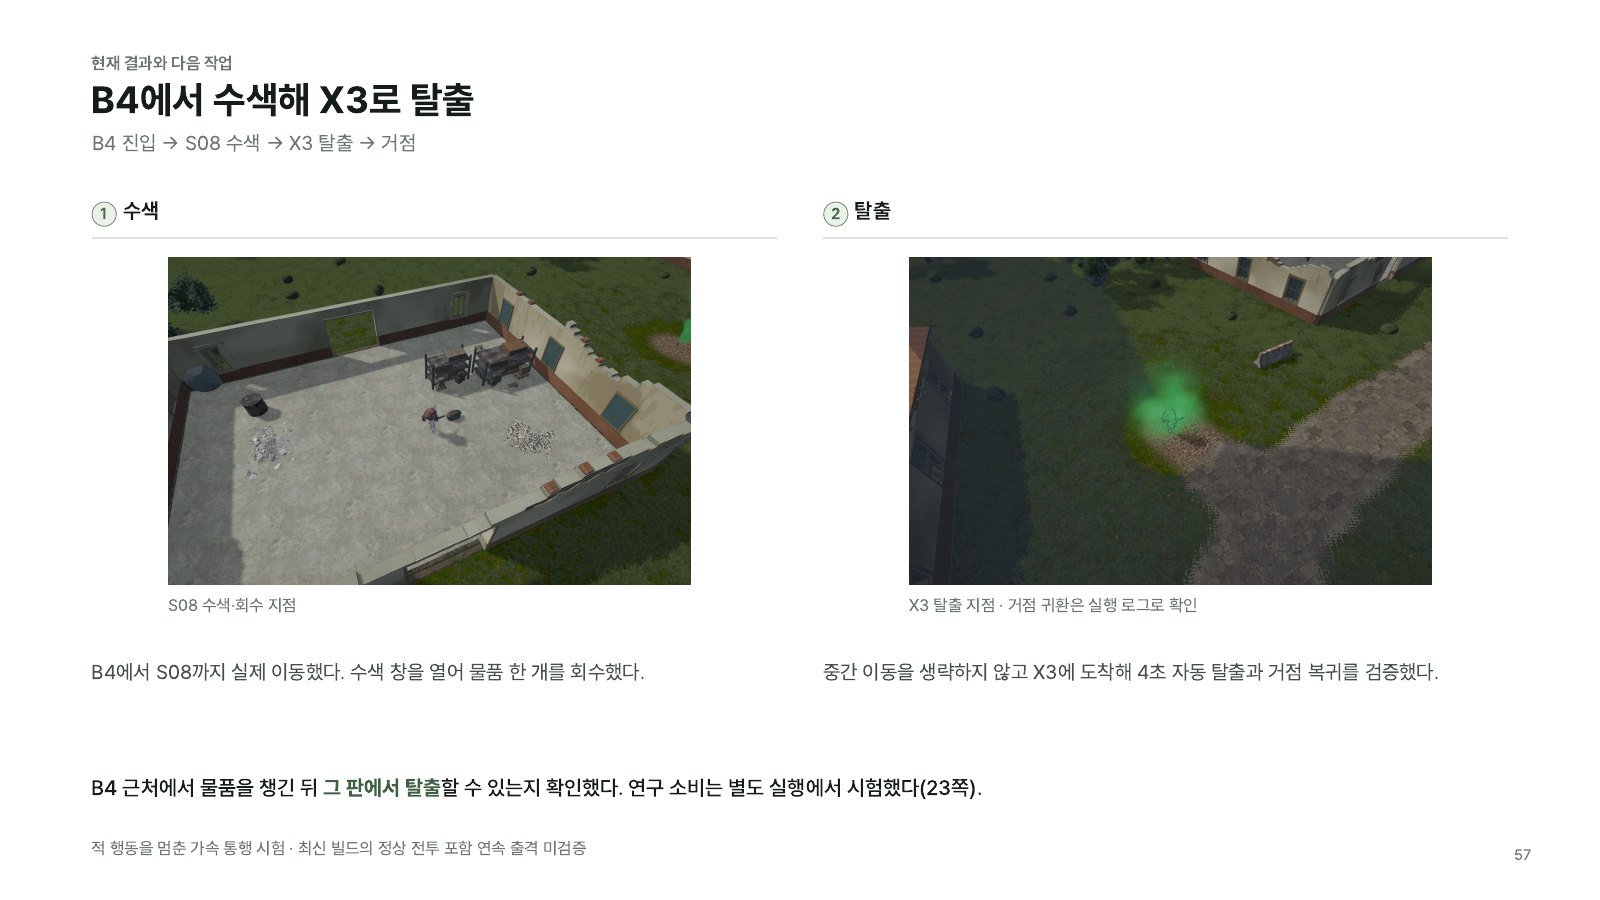 현재 결과와 다음 작업
B4에서 수색해 X3로 탈출
B4 진입 → S08 수색 → X3 탈출 → 거점
1 수색
2 탈출
S08 수색·회수 지점
X3 탈출 지점 · 거점 귀환은 실행 로그로 확인
B4에서 S08까지 실제 이동했다. 수색 창을 열어 물품 한 개를 회수했다.
중간 이동을 생략하지 않고 X3에 도착해 4초 자동 탈출과 거점 복귀를 검증했다.
B4 근처에서 물품을 챙긴 뒤 그 판에서 탈출할 수 있는지 확인했다. 연구 소비는 별도 실행에서 시험했다(23쪽).
적 행동을 멈춘 가속 통행 시험 · 최신 빌드의 정상 전투 포함 연속 출격 미검증
57